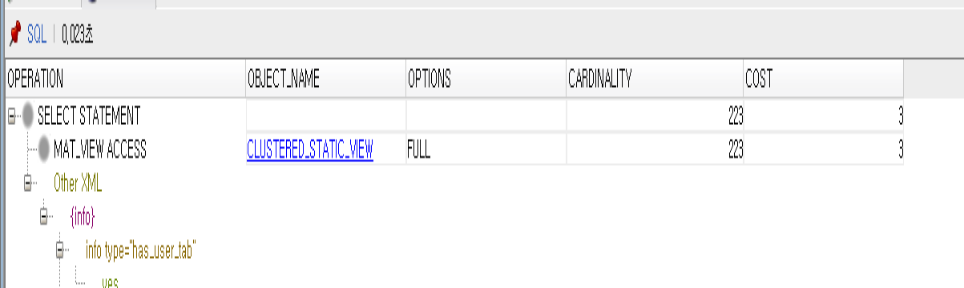 SQL | 0,023초
OPERATION OBJECT_NAME OPTIONS CARDINALITY COST
SELECT STATEMENT 223 3
MAT_VIEW ACCESS CLUSTERED_STATIC_VIEW FULL 223 3
Other XML
{info}
info type="has_user_tab"
yes